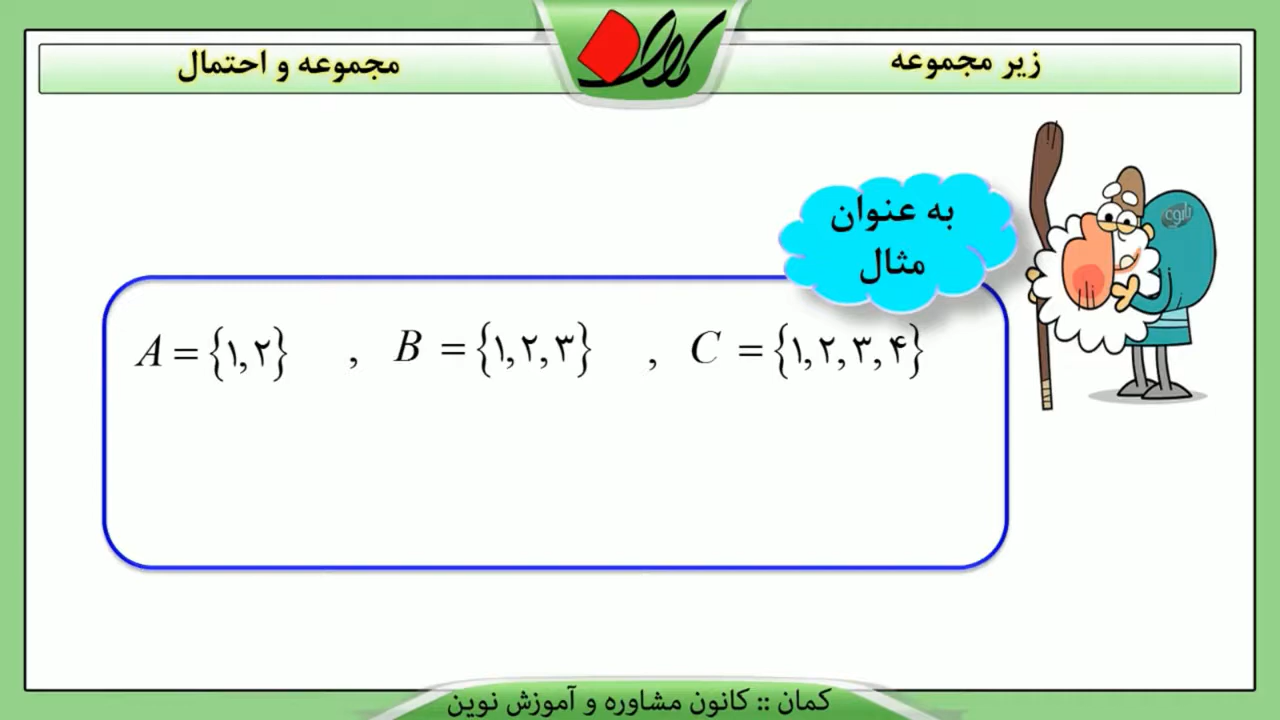 زیر مجموعه
مجموعه و احتمال
به عنوان
مثال
A = {۱,۲} , B = {۱,۲,۳} , C = {۱,۲,۳,۴}
کمان :: کانون مشاوره و آموزش نوین